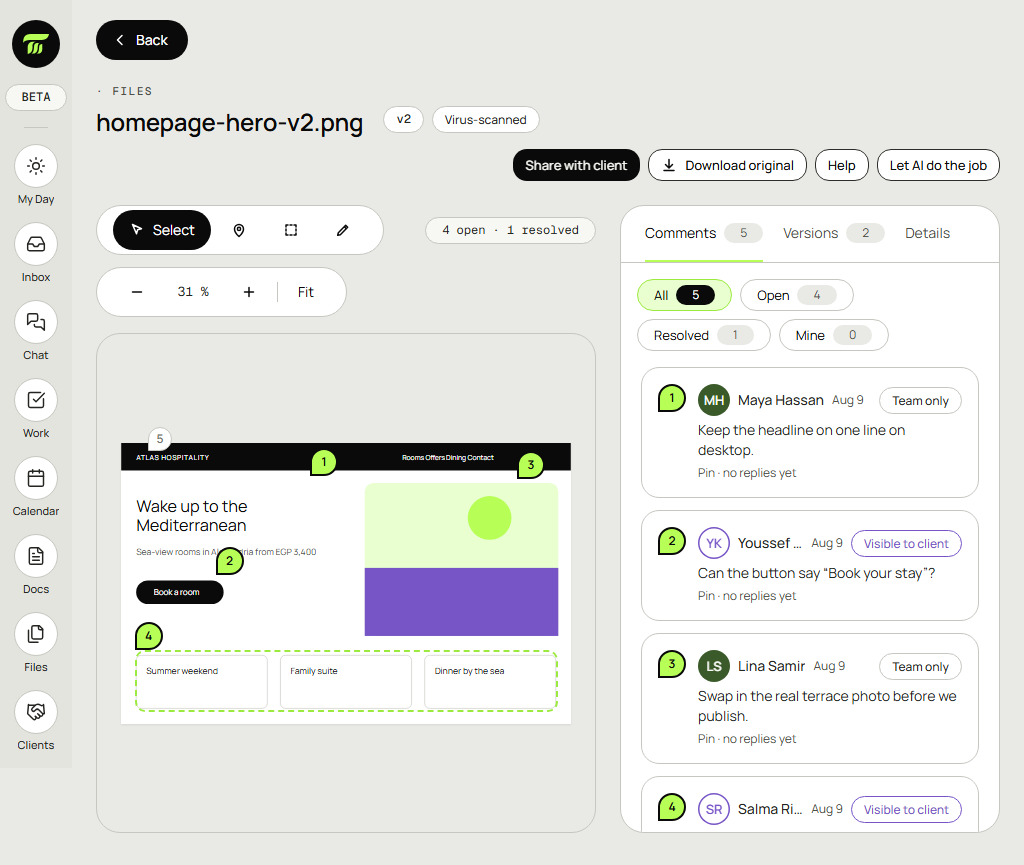 Back
BETA
My Day
Inbox
Chat
Work
Calendar
Docs
Files
Clients
· FILES
homepage-hero-v2.png
v2
Virus-scanned
Share with client
Download original
Help
Let AI do the job
Select
4 open · 1 resolved
31 %
Fit
5
ATLAS HOSPITALITY
1
Rooms Offers Dining Contact
3
Wake up to the
Mediterranean
Sea-view rooms in from EGP 3,400
2
Book a room
4
Summer weekend
Family suite
Dinner by the sea
Comments 5
Versions 2
Details
All 5
Open 4
Resolved 1
Mine 0
1 MH Maya Hassan Aug 9 Team only
Keep the headline on one line on
desktop.
Pin · no replies yet
2 YK Youssef ... Aug 9 Visible to client
Can the button say “Book your stay”?
Pin · no replies yet
3 LS Lina Samir Aug 9 Team only
Swap in the real terrace photo before we
publish.
Pin · no replies yet
4 SR Salma Ri... Aug 9 Visible to client